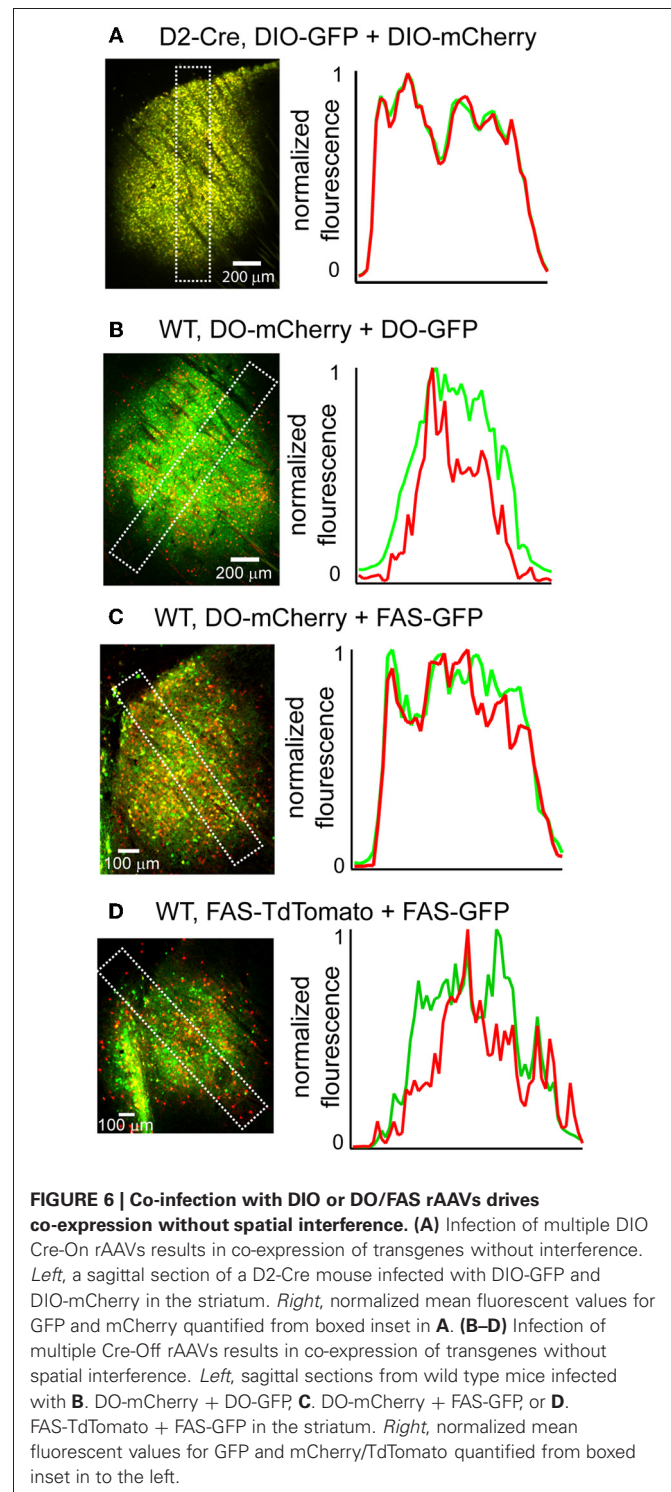 A D2-Cre, DIO-GFP + DIO-mCherry
200 µm
normalized
flourescence
1
0
B WT, DO-mCherry + DO-GFP
200 µm
normalized
flourescence
1
0
C WT, DO-mCherry + FAS-GFP
100 µm
normalized
flourescence
1
0
D WT, FAS-TdTomato + FAS-GFP
100 µm
normalized
flourescence
1
0
FIGURE 6 | Co-infection with DIO or DO/FAS rAAVs drives
co-expression without spatial interference. (A) Infection of multiple DIO
Cre-On rAAVs results in co-expression of transgenes without interference.
Left, a sagittal section of a D2-Cre mouse infected with DIO-GFP and
DIO-mCherry in the striatum. Right, normalized mean fluorescent values for
GFP and mCherry quantified from boxed inset in A. (B–D) Infection of
multiple Cre-Off rAAVs results in co-expression of transgenes without
spatial interference. Left, sagittal sections from wild type mice infected
with B. DO-mCherry + DO-GFP, C. DO-mCherry + FAS-GFP, or D.
FAS-TdTomato + FAS-GFP in the striatum. Right, normalized mean
fluorescent values for GFP and mCherry/TdTomato quantified from boxed
inset in to the left.